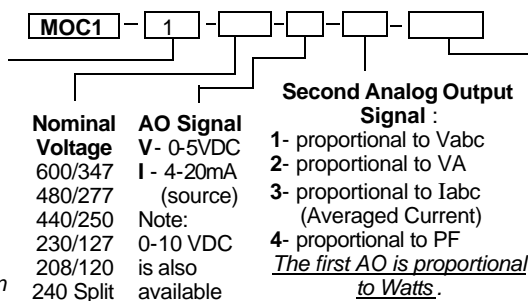 MOC1 - 1 - - - -
Nominal
Voltage
600/347
480/277
440/250
230/127
208/120
240 Split
AO Signal
V - 0-5VDC
I - 4-20mA
(source)
Note:
0-10 VDC
is also
available
Second Analog Output
Signal :
1- proportional to Vabc
2- proportional to VA
3- proportional to Iabc
(Averaged Current)
4- proportional to PF
The first AO is proportional
to Watts.